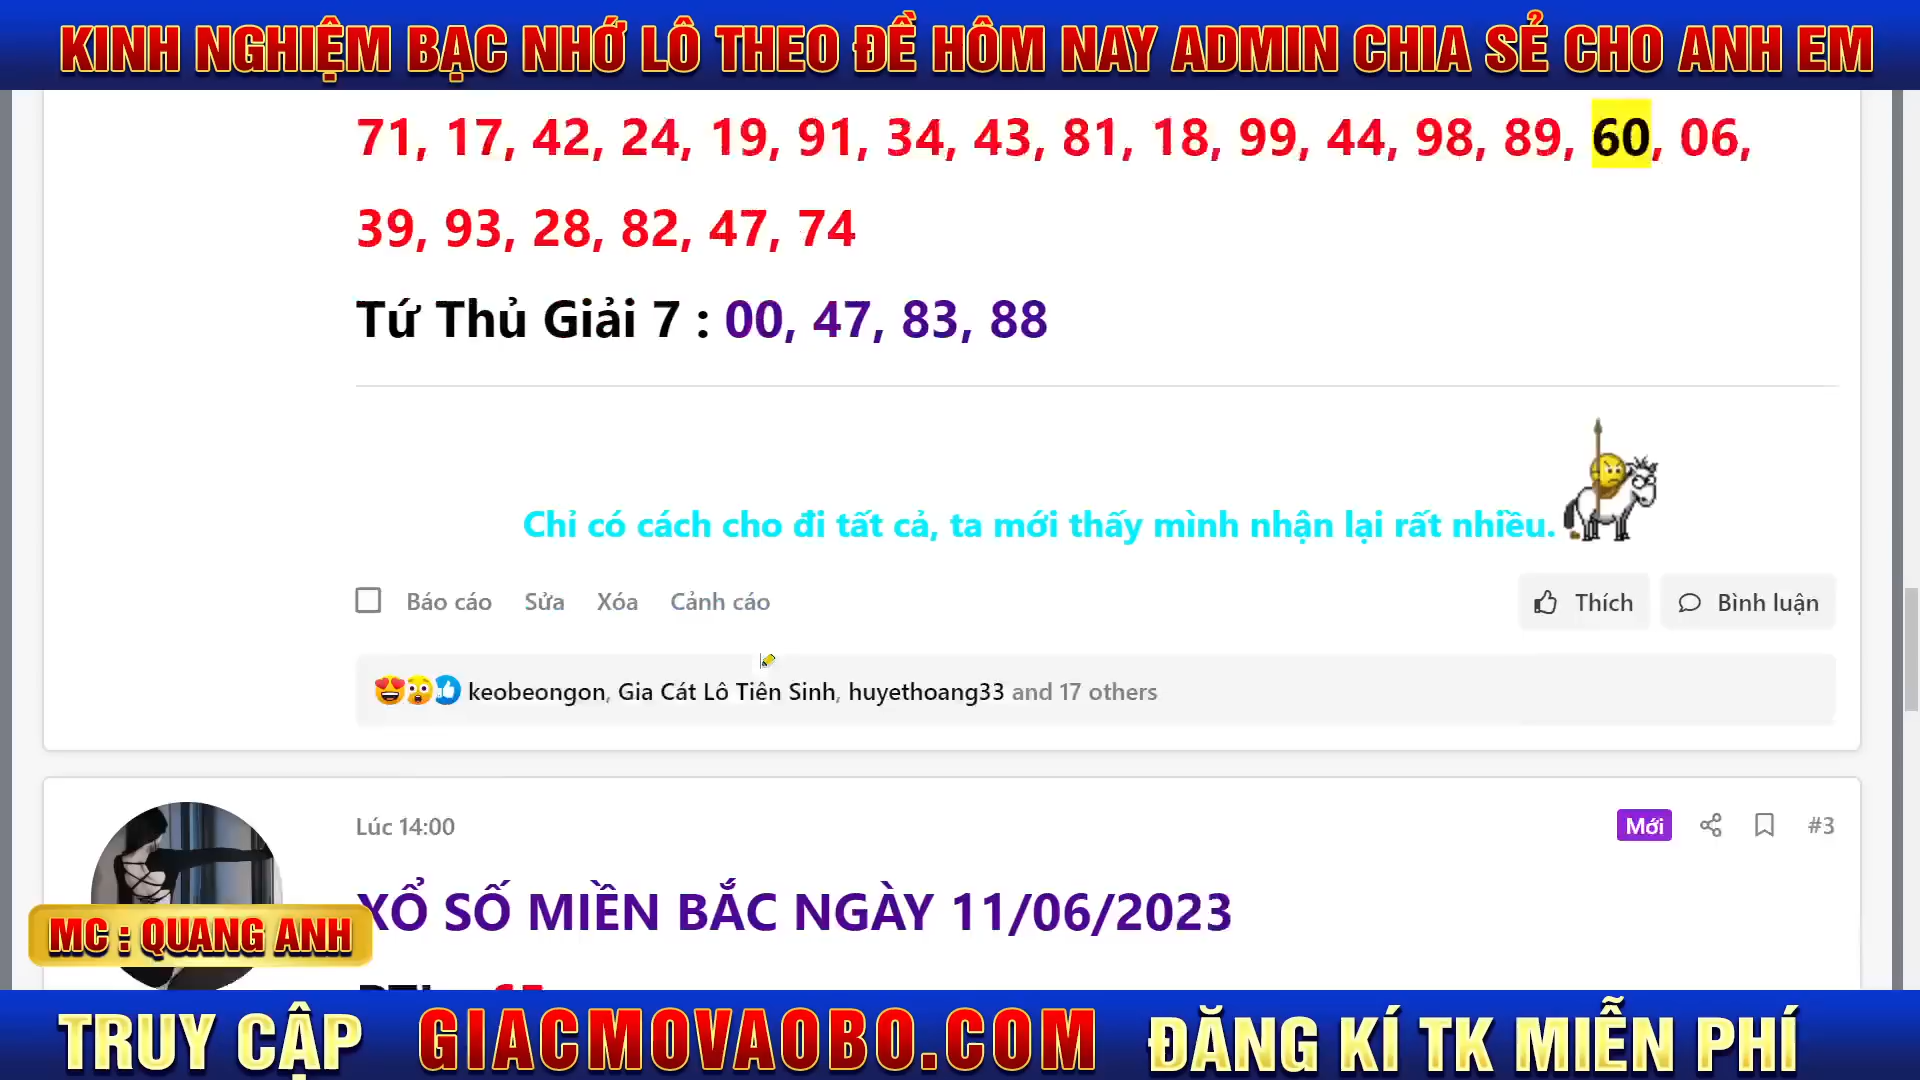 KINH NGHIỆM BẠC NHỚ LÔ THEO ĐỀ HÔM NAY ADMIN CHIA SẺ CHO ANH EM
71, 17, 42, 24, 19, 91, 34, 43, 81, 18, 99, 44, 98, 89, 60, 06,
39, 93, 28, 82, 47, 74
Tứ Thủ Giải 7 : 00, 47, 83, 88
Chỉ có cách cho đi tất cả, ta mới thấy mình nhận lại rất nhiều.
Báo cáo Sửa Xóa Cảnh cáo Thích Bình luận
keobeongon, Gia Cát Lô Tiên Sinh, huyethoang33 and 17 others
Lúc 14:00 Mới #3
XỔ SỐ MIỀN BẮC NGÀY 11/06/2023
MC : QUANG ANH
TRUY CẬP GIACMOVAOBO.COM ĐĂNG KÍ TK MIỄN PHÍ